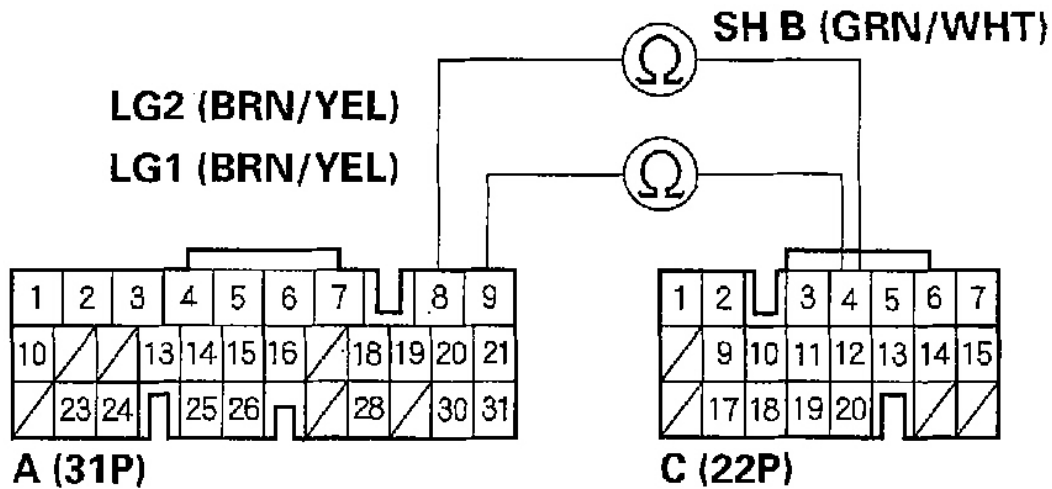 SH B (GRN/WHT)
Ω
LG2 (BRN/YEL)
LG1 (BRN/YEL)
Ω
1 2 3 4 5 6 7 8 9
10 13 14 15 16 18 19 20 21
23 24 25 26 28 30 31
A (31P)
1 2 3 4 5 6 7
9 10 11 12 13 14 15
17 18 19 20
C (22P)